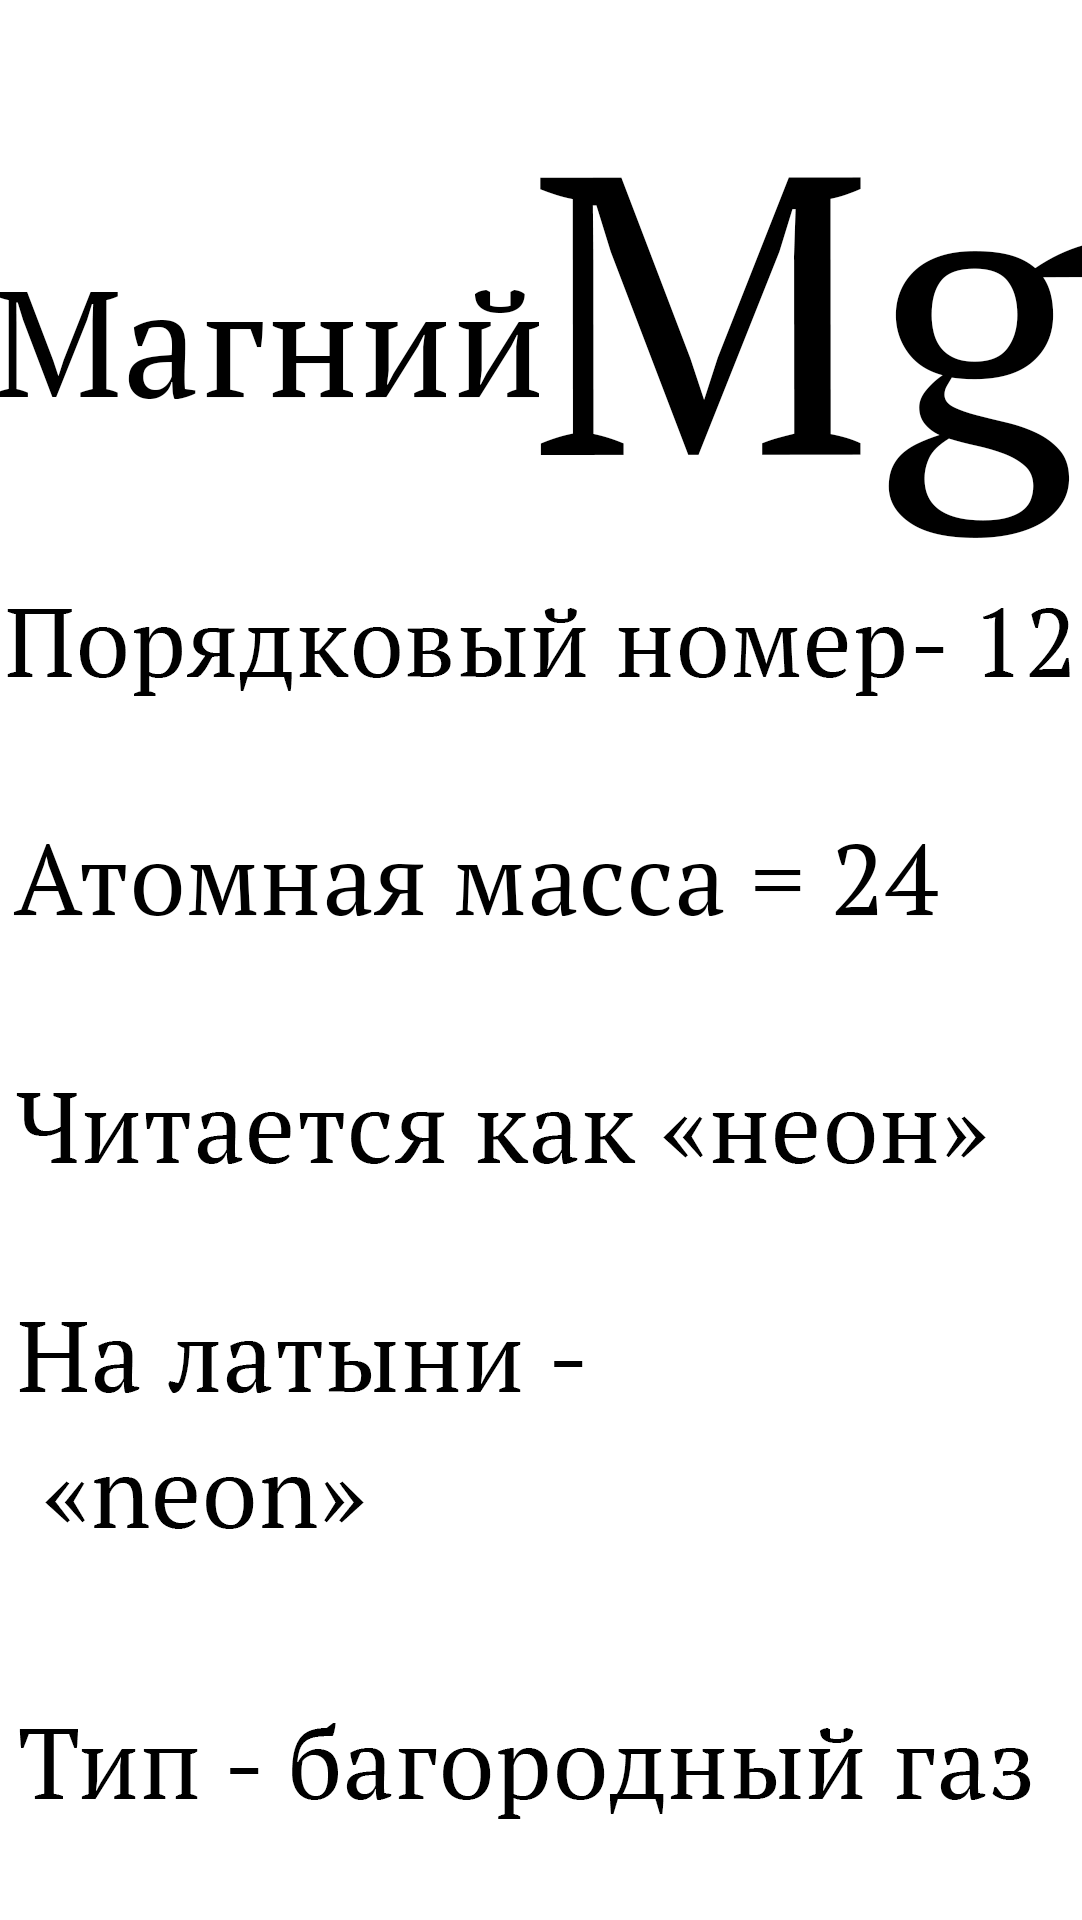 Магний Mg
Порядковый номер- 12
Атомная масса = 24
Читается как «неон»
На латыни -
«neon»
Тип - багородный газ